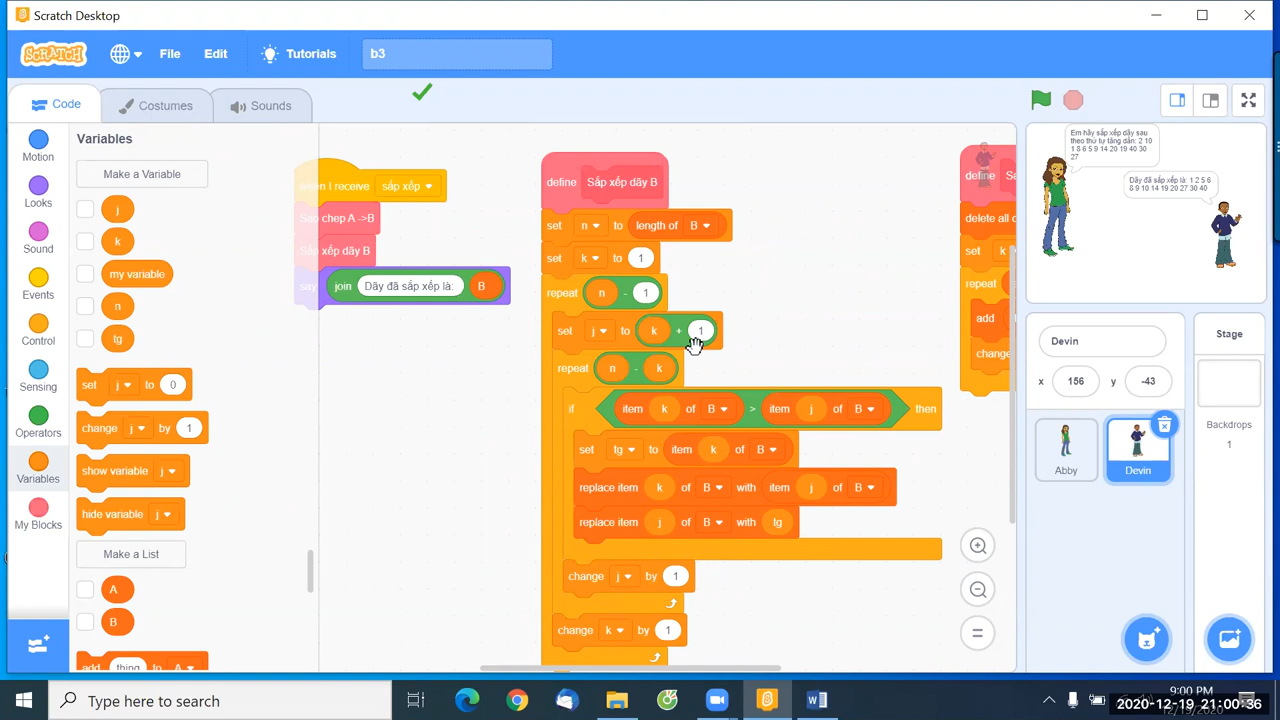 Scratch Desktop
SCRATCH File Edit Tutorials b3
Code Costumes Sounds
Motion
Looks
Sound
Events
Control
Sensing
Operators
Variables
My Blocks
Variables
Make a Variable
j
k
my variable
n
tg
set j to 0
change j by 1
show variable j
hide variable j
Make a List
A
B
add thing to A
when I receive sắp xếp
Sao chep A ->B
Sắp xếp dãy B
say join Dãy đã sắp xếp là: B
define Sắp xếp dãy B
set n to length of B
set k to 1
repeat n - 1
set j to k + 1
repeat n - k
if item k of B > item j of B then
set tg to item k of B
replace item k of B with item j of B
replace item j of B with tg
change j by 1
change k by 1
define Sa
delete all o
set k
repeat
add
change
Em hãy sắp xếp dãy sau
theo thứ tự tăng dần: 2 10
1 8 6 5 9 14 20 19 40 30
27
Dãy đã sắp xếp là: 1 2 5 6
8 9 10 14 19 20 27 30 40
Devin
x 156 y -43
Abby
Devin
Stage
Backdrops
1
Type here to search
9:00 PM
12/19/2020
2020-12-19 21:00:36